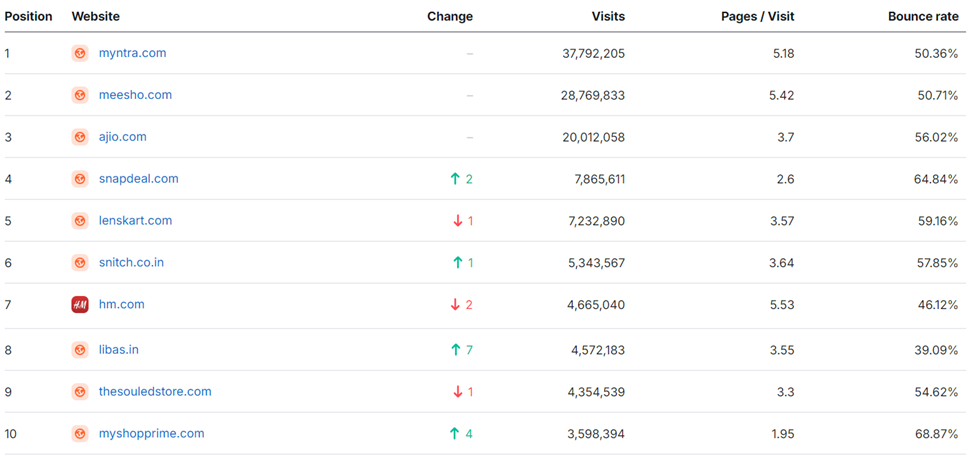 Position Website Change Visits Pages / Visit Bounce rate
1 myntra.com – 37,792,205 5.18 50.36%
2 meesho.com – 28,769,833 5.42 50.71%
3 ajio.com – 20,012,058 3.7 56.02%
4 snapdeal.com ↑ 2 7,865,611 2.6 64.84%
5 lenskart.com ↓ 1 7,232,890 3.57 59.16%
6 snitch.co.in ↑ 1 5,343,567 3.64 57.85%
7 H&M hm.com ↓ 2 4,665,040 5.53 46.12%
8 libas.in ↑ 7 4,572,183 3.55 39.09%
9 thesouledstore.com ↓ 1 4,354,539 3.3 54.62%
10 myshopprime.com ↑ 4 3,598,394 1.95 68.87%